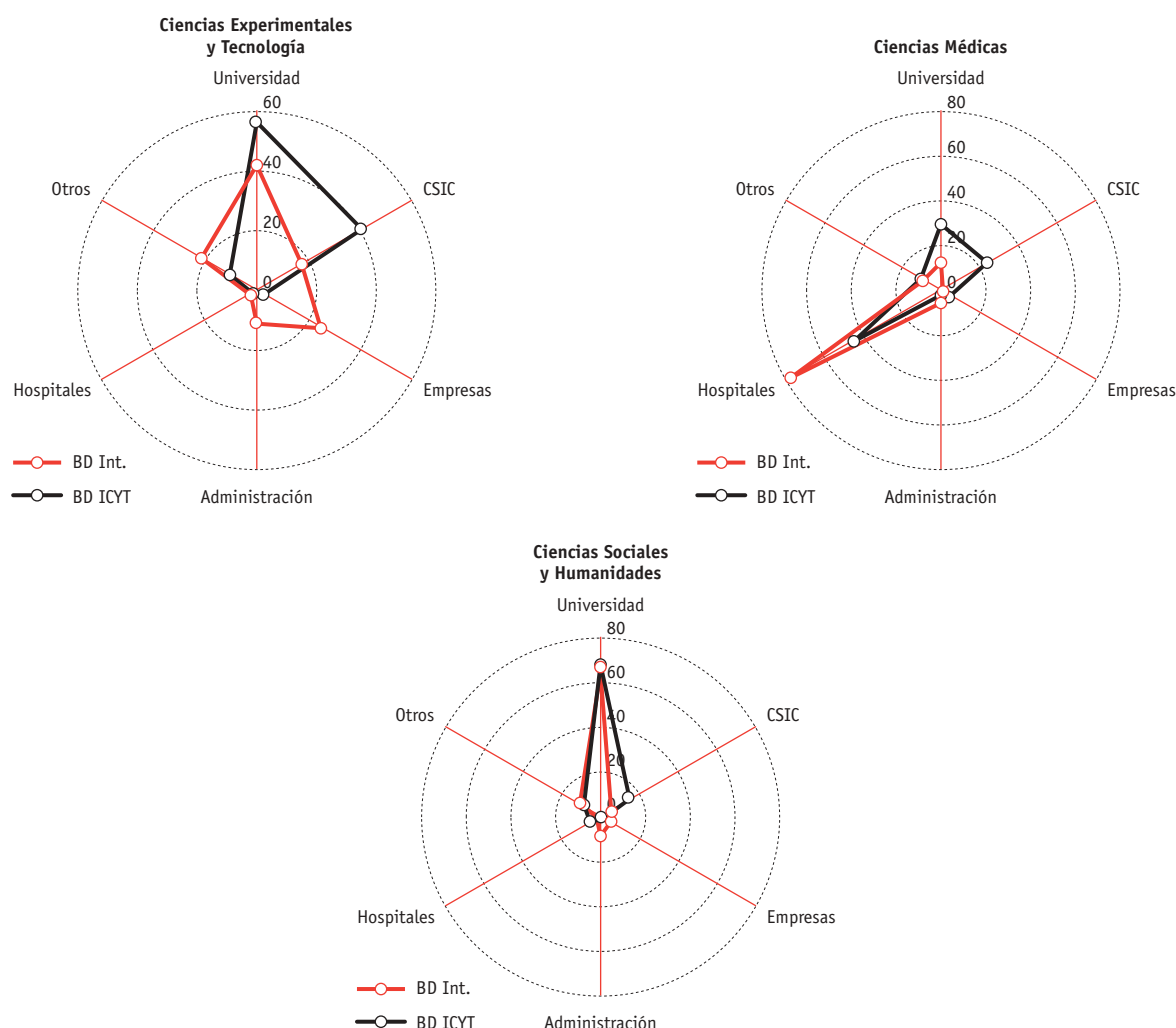 Ciencias Experimentales
y Tecnología
Universidad
60
40
20
0
CSIC
Empresas
Administración
Hospitales
Otros
BD Int.
BD ICYT
Ciencias Médicas
Universidad
80
60
40
20
0
CSIC
Empresas
Administración
Hospitales
Otros
BD Int.
BD ICYT
Ciencias Sociales
y Humanidades
Universidad
80
60
40
20
0
CSIC
Empresas
Administración
Hospitales
Otros
BD Int.
BD ICYT